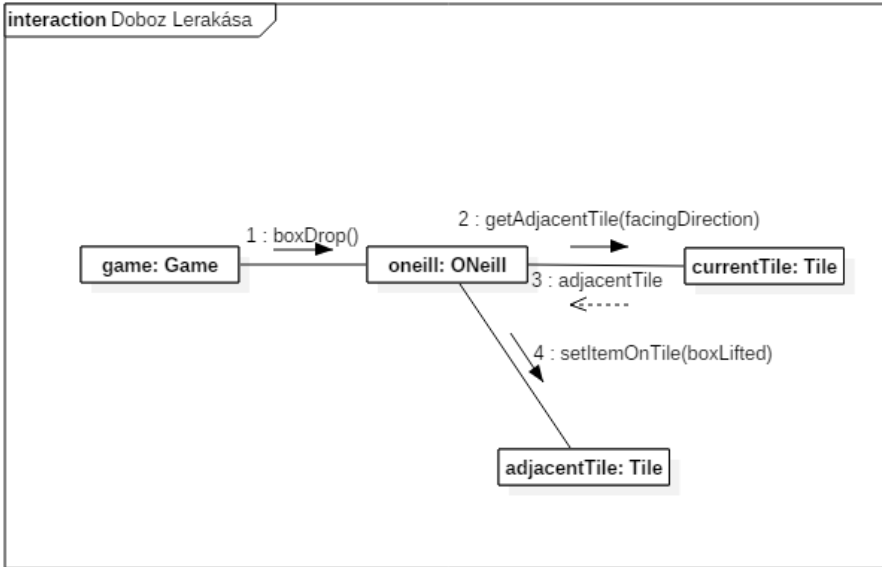 interaction Doboz Lerakása
2 : getAdjacentTile(facingDirection)
1 : boxDrop()
game: Game
oneill: ONeill
currentTile: Tile
3 : adjacentTile
4 : setItemOnTile(boxLifted)
adjacentTile: Tile